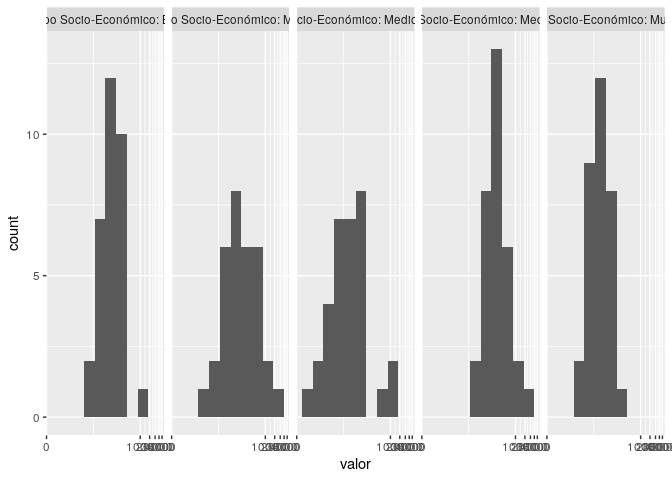 po Socio-Económico: B
o Socio-Económico: M
cio-Económico: Medio
Socio-Económico: Med
Socio-Económico: Mu
10
5
0
count
0
valor